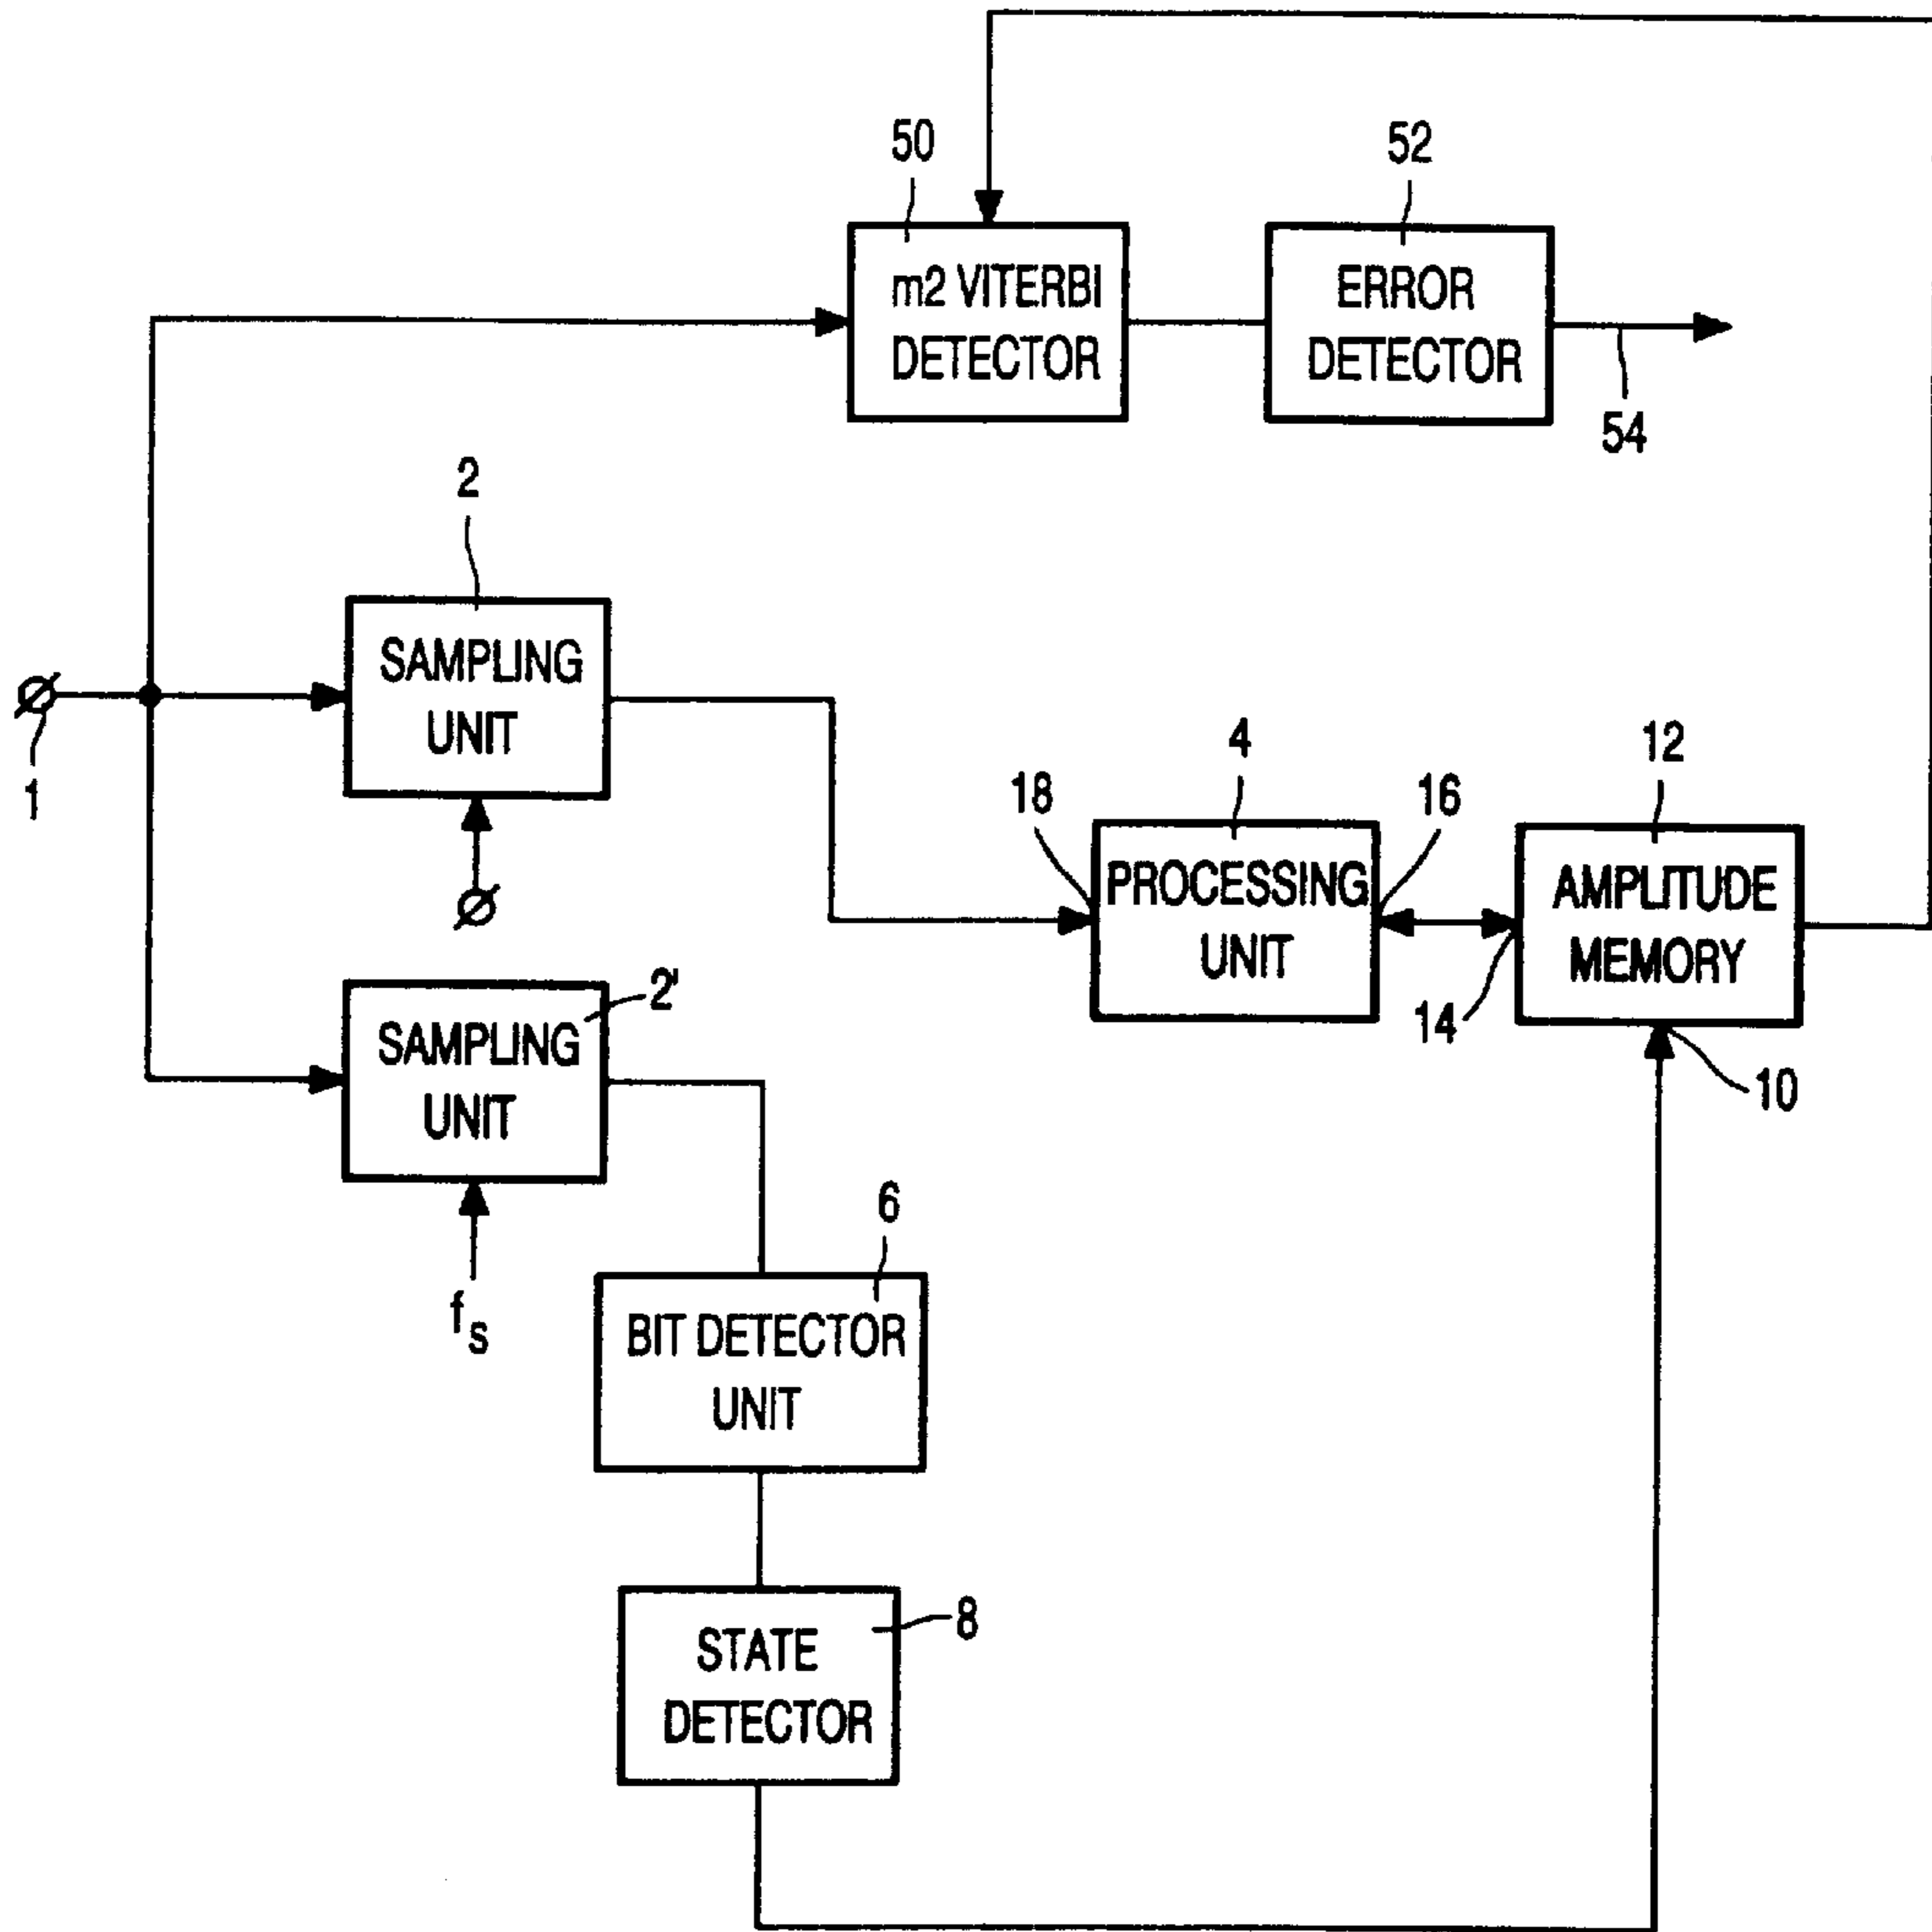 50
52
m2 VITERBI
DETECTOR
ERROR
DETECTOR
54
2
SAMPLING
UNIT
1
4
12
18
16
PROCESSING
UNIT
AMPLITUDE
MEMORY
14
10
2'
SAMPLING
UNIT
fs
6
BIT DETECTOR
UNIT
8
STATE
DETECTOR